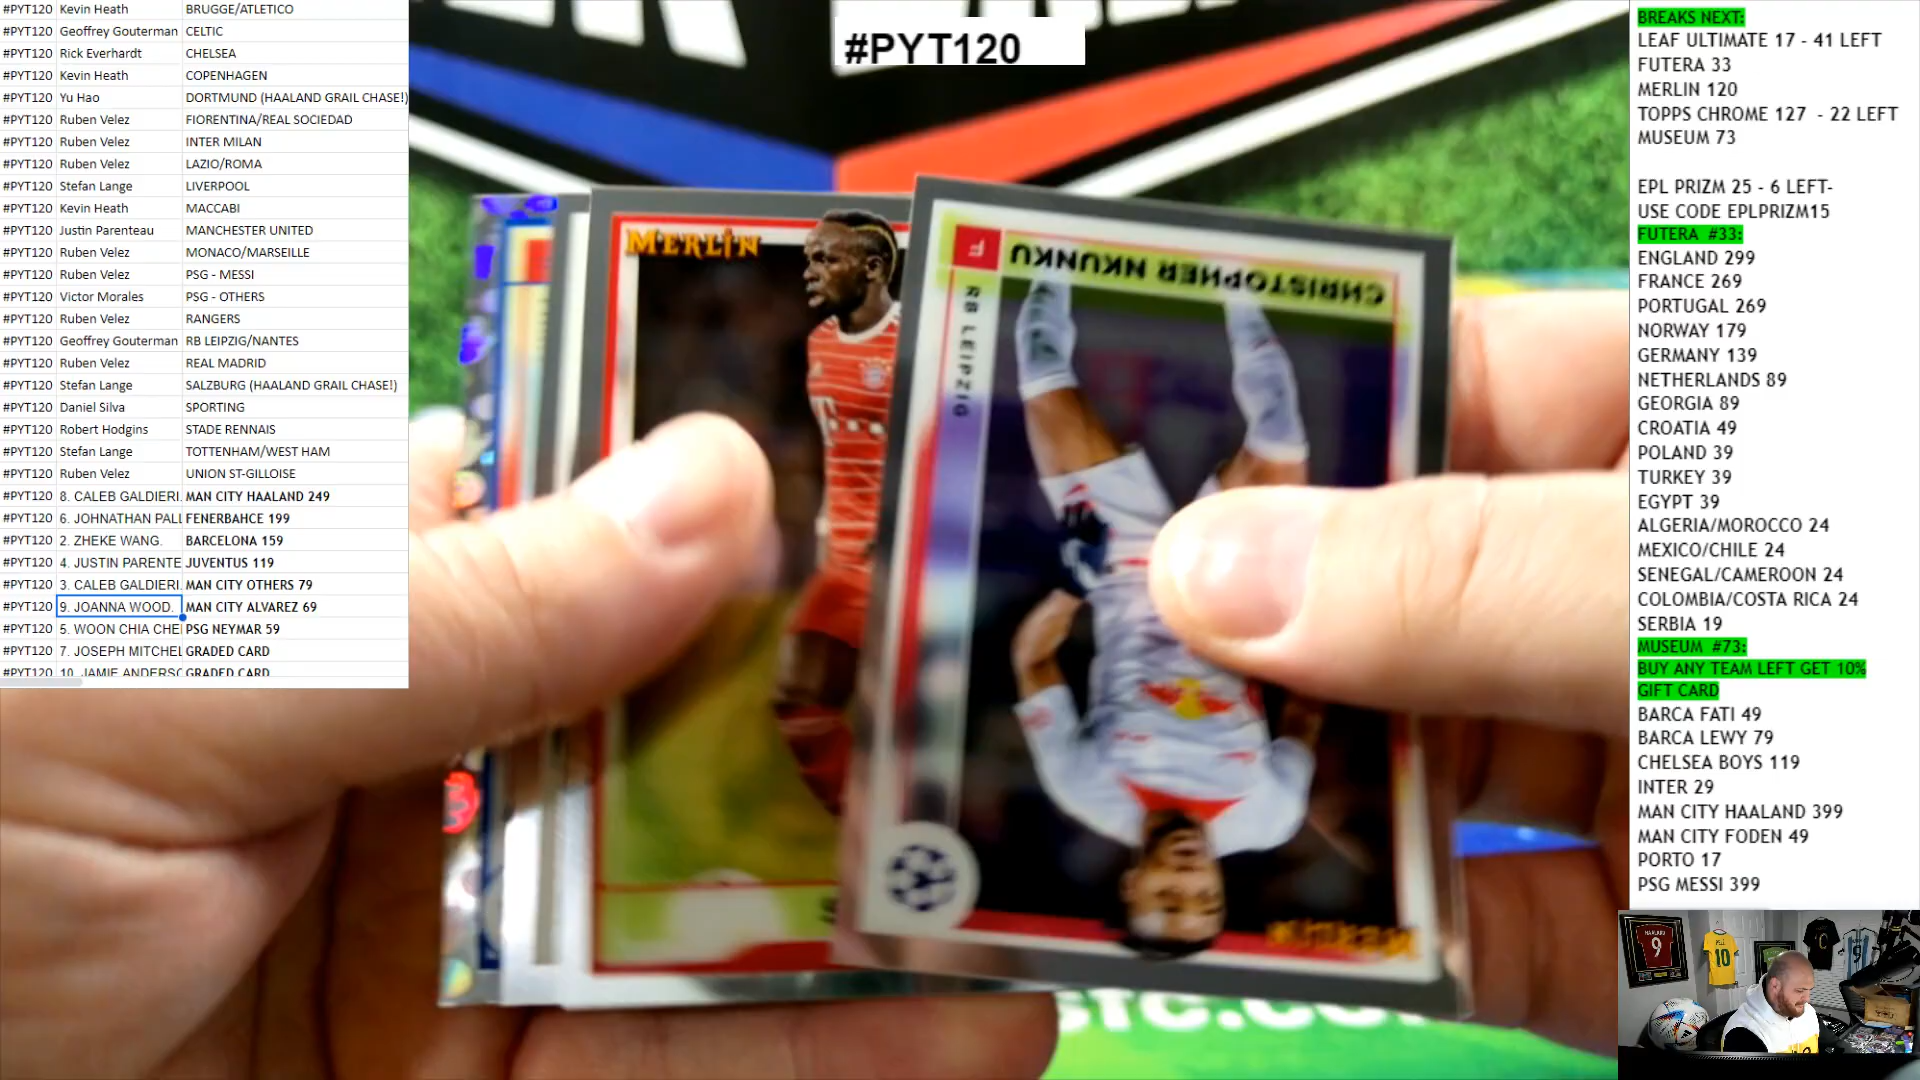 #PYT120 Kevin Heath BRUGGE/ATLETICO
#PYT120 Geoffrey Gouterman CELTIC
#PYT120 Rick Everhardt CHELSEA
#PYT120 Kevin Heath COPENHAGEN
#PYT120 Yu Hao DORTMUND (HAALAND GRAIL CHASE!)
#PYT120 Ruben Velez FIORENTINA/REAL SOCIEDAD
#PYT120 Ruben Velez INTER MILAN
#PYT120 Ruben Velez LAZIO/ROMA
#PYT120 Stefan Lange LIVERPOOL
#PYT120 Kevin Heath MACCABI
#PYT120 Justin Parenteau MANCHESTER UNITED
#PYT120 Ruben Velez MONACO/MARSEILLE
#PYT120 Ruben Velez PSG - MESSI
#PYT120 Victor Morales PSG - OTHERS
#PYT120 Ruben Velez RANGERS
#PYT120 Geoffrey Gouterman RB LEIPZIG/NANTES
#PYT120 Ruben Velez REAL MADRID
#PYT120 Stefan Lange SALZBURG (HAALAND GRAIL CHASE!)
#PYT120 Daniel Silva SPORTING
#PYT120 Robert Hodgins STADE RENNAIS
#PYT120 Stefan Lange TOTTENHAM/WEST HAM
#PYT120 Ruben Velez UNION ST-GILLOISE
#PYT120 8. CALEB GALDIERI. MAN CITY HAALAND 249
#PYT120 6. JOHNATHAN PALL FENERBAHCE 199
#PYT120 2. ZHEKE WANG. BARCELONA 159
#PYT120 4. JUSTIN PARENTE JUVENTUS 119
#PYT120 3. CALEB GALDIERI. MAN CITY OTHERS 79
#PYT120 9. JOANNA WOOD. MAN CITY ALVAREZ 69
#PYT120 5. WOON CHIA CHE PSG NEYMAR 59
#PYT120 7. JOSEPH MITCHEL GRADED CARD
#PYT120 10. JAMIE ANDERSO GRADED CARD
#PYT120
MERLIN
F
CHRISTOPHER NKUNKU
RB LEIPZIG
MERLIN
BREAKS NEXT:
LEAF ULTIMATE 17 - 41 LEFT
FUTERA 33
MERLIN 120
TOPPS CHROME 127 - 22 LEFT
MUSEUM 73
EPL PRIZM 25 - 6 LEFT-
USE CODE EPLPRIZM15
FUTERA #33:
ENGLAND 299
FRANCE 269
PORTUGAL 269
NORWAY 179
GERMANY 139
NETHERLANDS 89
GEORGIA 89
CROATIA 49
POLAND 39
TURKEY 39
EGYPT 39
ALGERIA/MOROCCO 24
MEXICO/CHILE 24
SENEGAL/CAMEROON 24
COLOMBIA/COSTA RICA 24
SERBIA 19
MUSEUM #73:
BUY ANY TEAM LEFT GET 10%
GIFT CARD
BARCA FATI 49
BARCA LEWY 79
CHELSEA BOYS 119
INTER 29
MAN CITY HAALAND 399
MAN CITY FODEN 49
PORTO 17
PSG MESSI 399
9
10